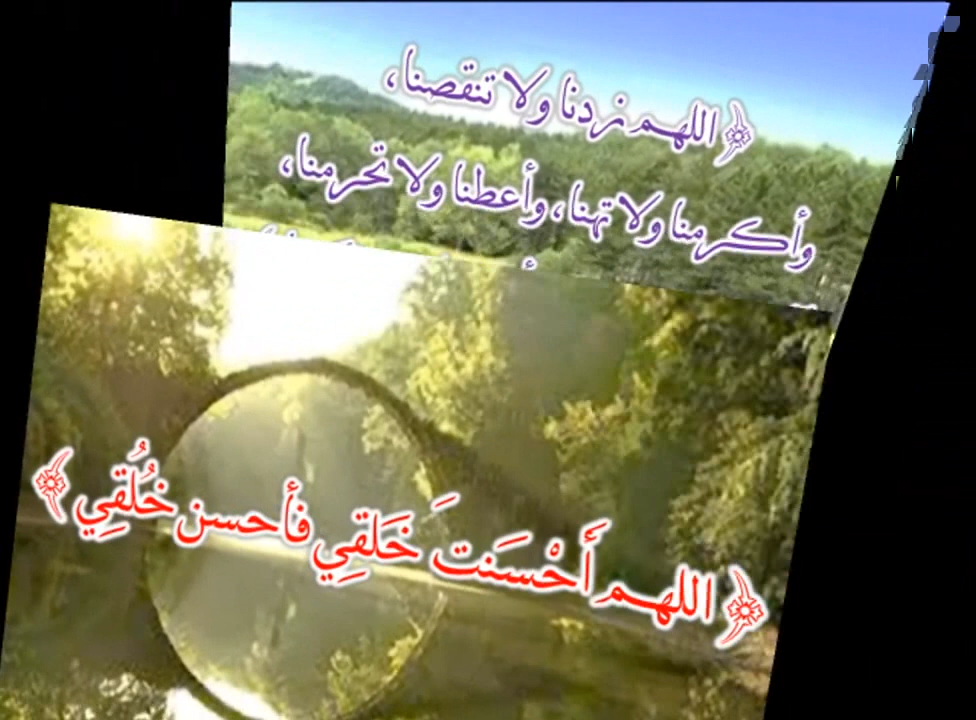 ﴿اللهم زدنا ولا تنقصنا،
وأكرمنا ولا تهنا، وأعطنا ولا تحرمنا،
﴿اللهم أَحْسَنتَ خَلقِي فأحسن خُلُقِي﴾